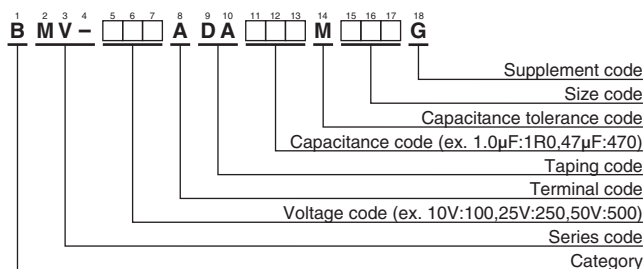 1 2 3 4 5 6 7 8 9 10 11 12 13 14 15 16 17 18
B M V – A D A M G
Supplement code
Size code
Capacitance tolerance code
Capacitance code (ex. 1.0µF:1R0,47µF:470)
Taping code
Terminal code
Voltage code (ex. 10V:100,25V:250,50V:500)
Series code
Category